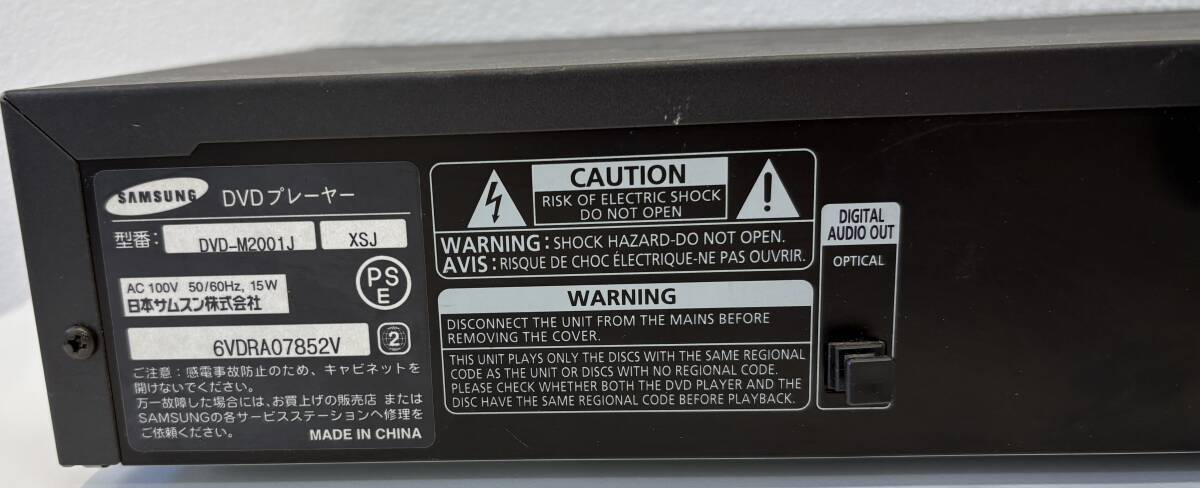 SAMSUNG DVDプレーヤー
型番: DVD-M2001J XSJ
AC 100V 50/60Hz, 15W
日本サムスン株式会社
PS
E
6VDRA07852V
2
ご注意:感電事故防止のため、キャビネットを
開けないでください。
万一故障した場合には、お買上げの販売店 または
SAMSUNGの各サービスステーションへ修理を
ご依頼ください。
MADE IN CHINA
CAUTION
RISK OF ELECTRIC SHOCK
DO NOT OPEN
WARNING: SHOCK HAZARD-DO NOT OPEN.
AVIS: RISQUE DE CHOC ÉLECTRIQUE-NE PAS OUVRIR.
WARNING
DISCONNECT THE UNIT FROM THE MAINS BEFORE
REMOVING THE COVER.
THIS UNIT PLAYS ONLY THE DISCS WITH THE SAME REGIONAL
CODE AS THE UNIT OR DISCS WITH NO REGIONAL CODE.
PLEASE CHECK WHETHER BOTH THE DVD PLAYER AND THE
DISC HAVE THE SAME REGIONAL CODE BEFORE PLAYBACK.
DIGITAL
AUDIO OUT
OPTICAL